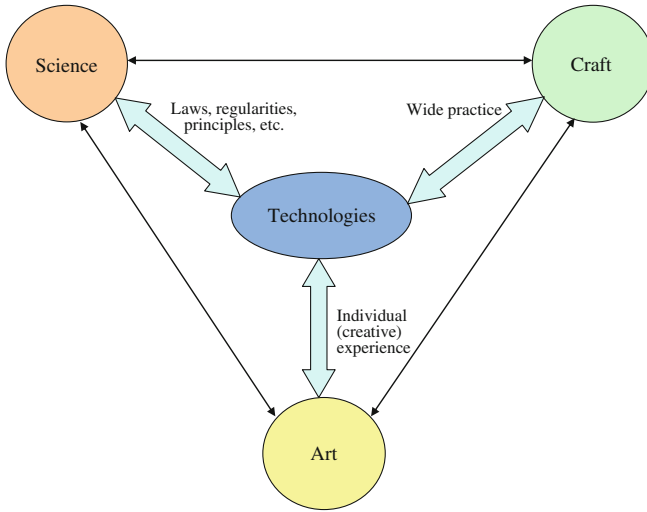 Science
Craft
Laws, regularities,
principles, etc.
Wide practice
Technologies
Individual
(creative)
experience
Art